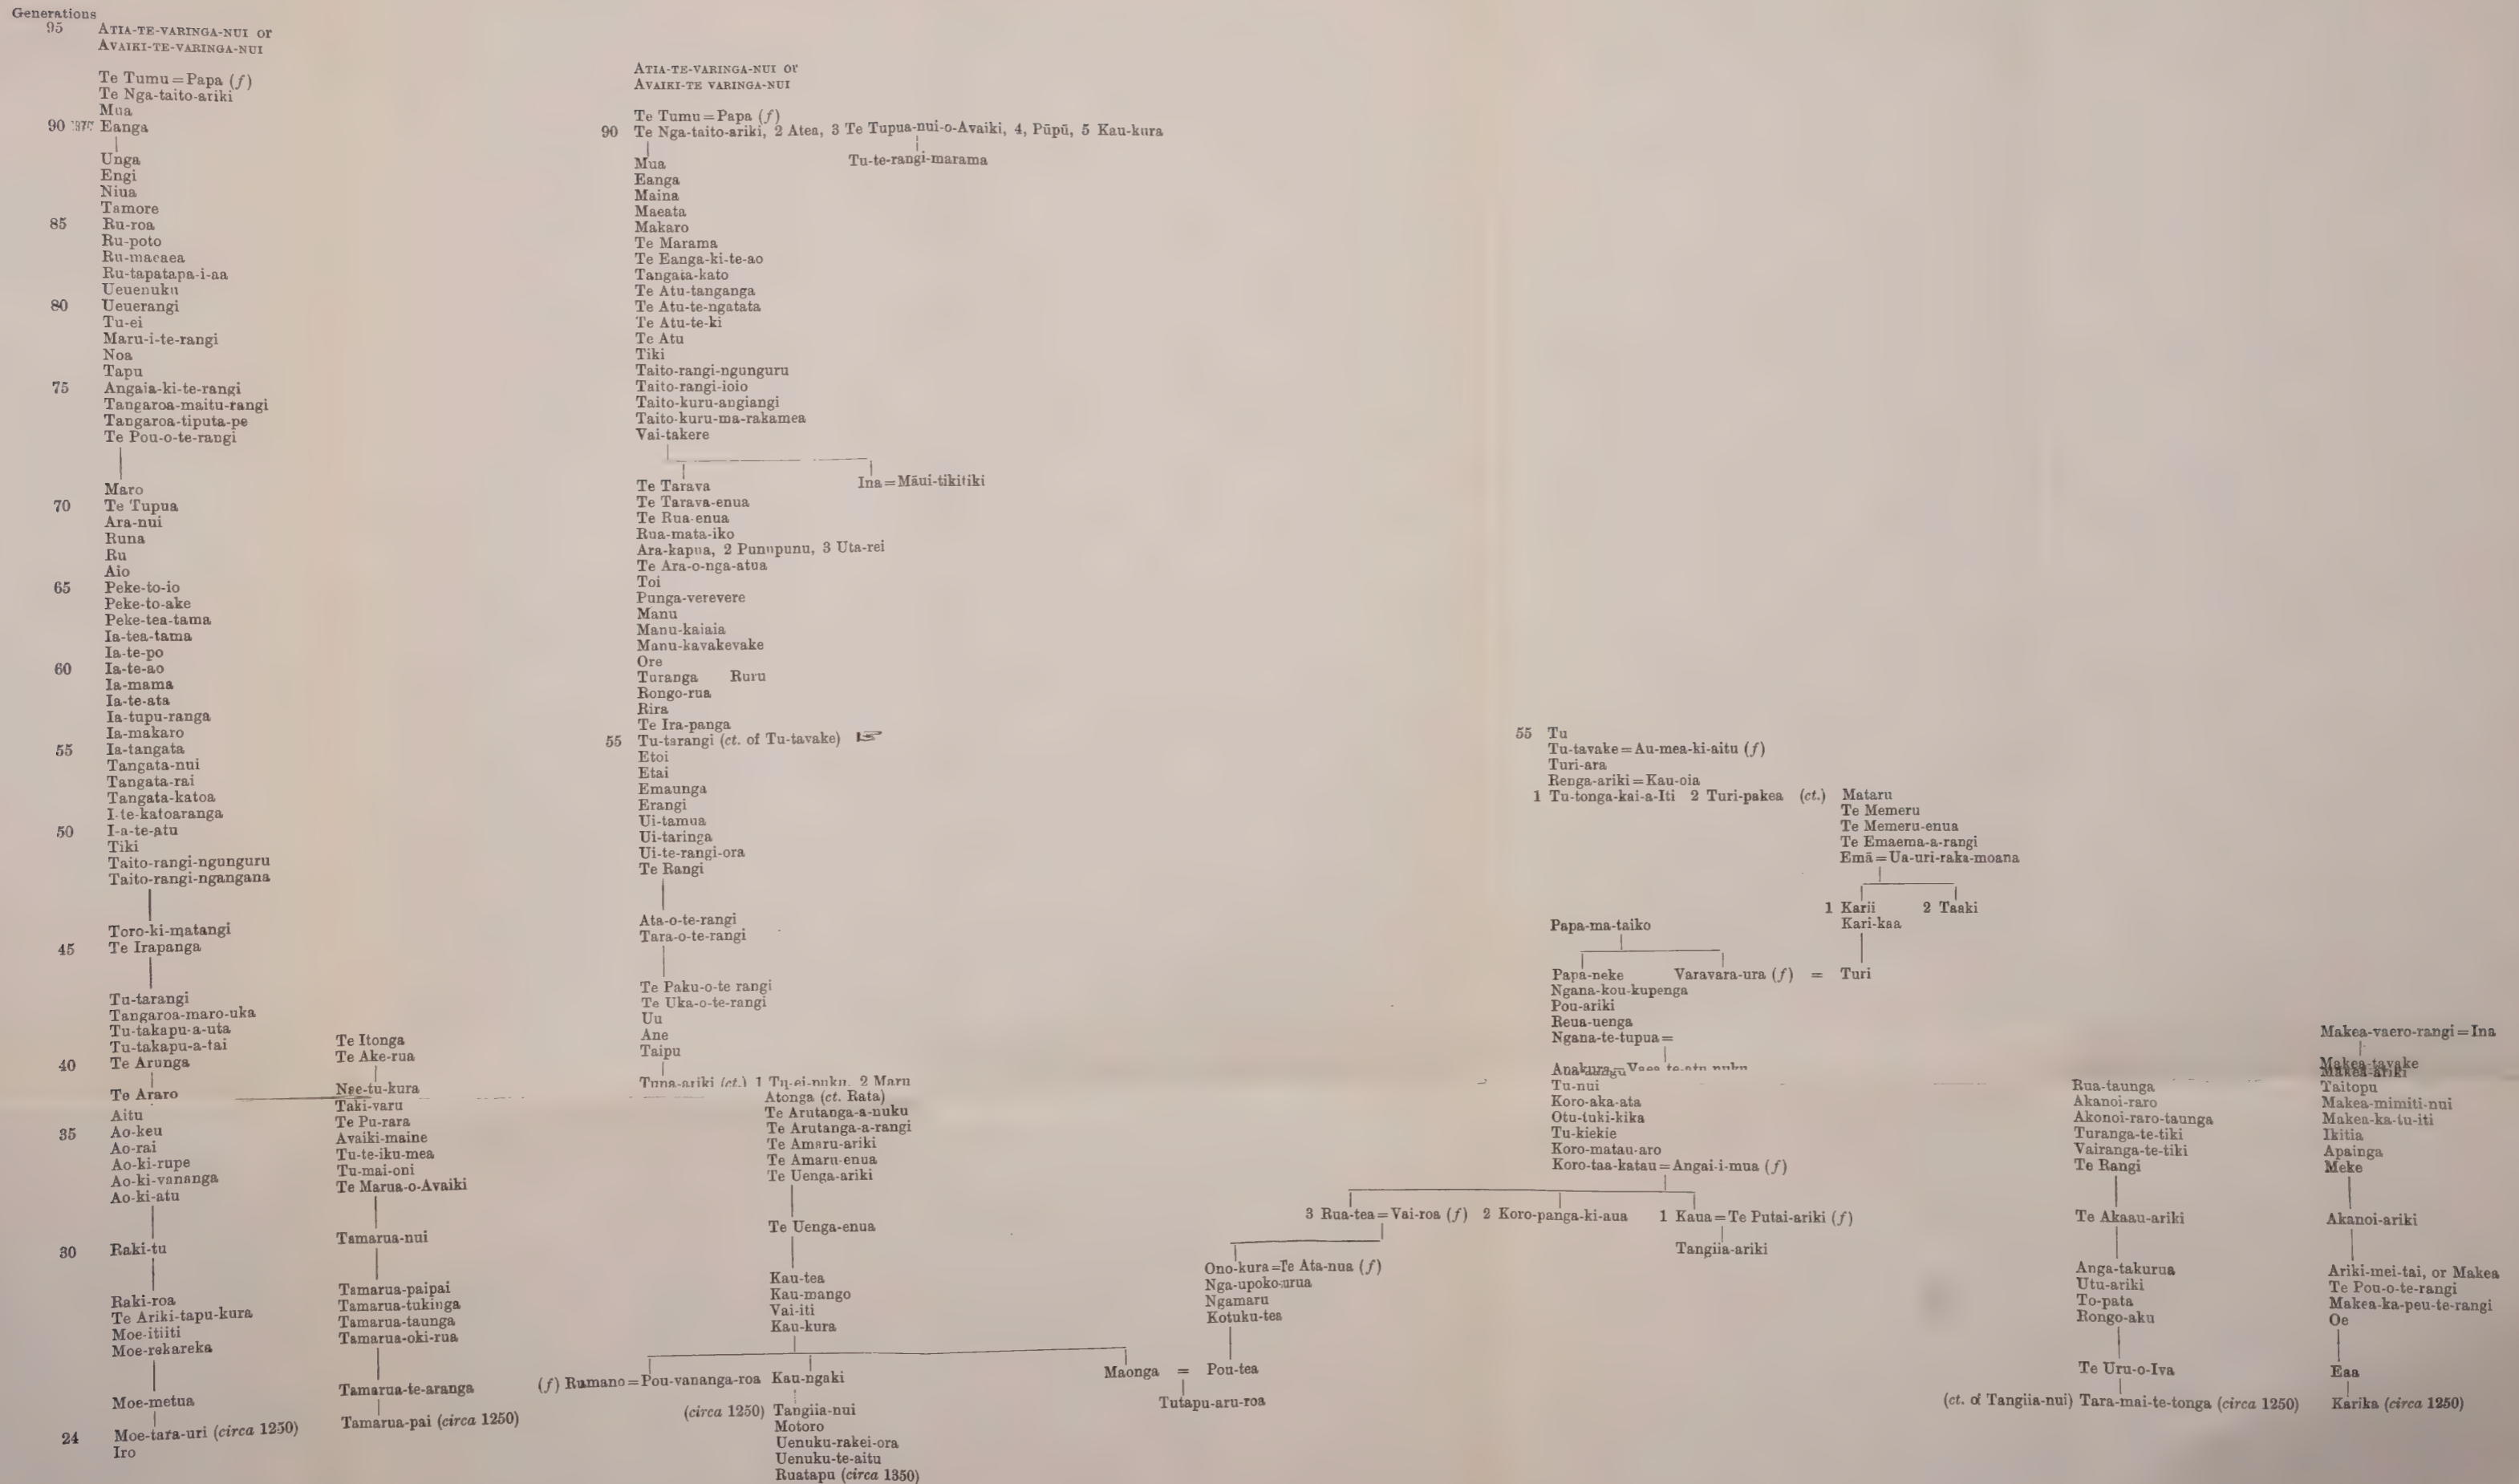 Generations
95 ATIA-TE-VARINGA-NUI or
AVAIKI-TE-VARINGA-NUI
Te Tumu=Papa (f)
Te Nga-taito-ariki
Mua
90 Eanga
Unga
Engi
Niua
Tamore
85 Ru-roa
Ru-poto
Ru-macaea
Ru-tapatapa-i-aa
Ueuenuku
80 Ueuerangi
Tu-ei
Maru-i-te-rangi
Noa
Tapu
75 Angaia-ki-te-rangi
Tangaroa-maitu-rangi
Tangaroa-tiputa-pe
Te Pou-o-te-rangi
Maro
70 Te Tupua
Ara-nui
Runa
Ru
Aio
65 Peke-to-io
Peke-to-ake
Peke-tea-tama
Ia-tea-tama
Ia-te-po
60 Ia-te-ao
Ia-mama
Ia-te-ata
Ia-tupu-ranga
Ia-makaro
55 Ia-tangata
Tangata-nui
Tangata-rai
Tangata-katoa
I-te-katoaranga
50 I-a-te-atu
Tiki
Taito-rangi-ngunguru
Taito-rangi-ngangana
Toro-ki-matangi
45 Te Irapanga
Tu-tarangi
Tangaroa-maro-uka
Tu-takapu-a-uta
Tu-takapu-a-tai
40 Te Arunga
Te Araro
Aitu
35 Ao-keu
Ao-rai
Ao-ki-rupe
Ao-ki-vananga
Ao-ki-atu
30 Raki-tu
Raki-roa
Te Ariki-tapu-kura
Moe-itiiti
Moe-rekareka
Moe-metua
24 Moe-tara-uri (circa 1250)
Iro
Te Itonga
Te Ake-rua
Nee-tu-kura
Taki-varu
Te Pu-rara
Avaiki-maine
Tu-te-iku-mea
Tu-mai-oni
Te Marua-o-Avaiki
Tamarua-nui
Tamarua-paipai
Tamarua-tukinga
Tamarua-taunga
Tamarua-oki-rua
Tamarua-te-aranga
Tamarua-pai (circa 1250)
ATIA-TE-VARINGA-NUI or
AVAIKI-TE VARINGA-NUI
Te Tumu=Papa (f)
90 Te Nga-taito-ariki, 2 Atea, 3 Te Tupua-nui-o-Avaiki, 4, Pūpū, 5 Kau-kura
Tu-te-rangi-marama
Mua
Eanga
Maina
Maeata
Makaro
Te Marama
Te Eanga-ki-te-ao
Tangata-kato
Te Atu-tanganga
Te Atu-te-ngatata
Te Atu-te-ki
Te Atu
Tiki
Taito-rangi-ngunguru
Taito-rangi-ioio
Taito-kuru-angiangi
Taito-kuru-ma-rakamea
Vai-takere
Te Tarava Ina=Māui-tikitiki
Te Tarava-enua
Te Rua-enua
Rua-mata-iko
Ara-kapua, 2 Punupunu, 3 Uta-rei
Te Ara-o-nga-atua
Toi
Punga-verevere
Manu
Manu-kaiaia
Manu-kavakevake
Ore
Turanga Ruru
Rongo-rua
Rira
Te Ira-panga
55 Tu-tarangi (ct. of Tu-tavake) ☞
Etoi
Etai
Emaunga
Erangi
Ui-tamua
Ui-taringa
Ui-te-rangi-ora
Te Rangi
Ata-o-te-rangi
Tara-o-te-rangi
Te Paku-o-te rangi
Te Uka-o-te-rangi
Uu
Ane
Taipu
Tuna-ariki (ct.) 1 Tu-ei-puku, 2 Maru
Atonga (ct. Rata)
Te Arutanga-a-nuku
Te Arutanga-a-rangi
Te Amaru-ariki
Te Amaru-enua
Te Uenga-ariki
Te Uenga-enua
Kau-tea
Kau-mango
Vai-iti
Kau-kura
(f) Rumano=Pou-vananga-roa Kau-ngaki
(circa 1250) Tangiia-nui
Motoro
Uenuku-rakei-ora
Uenuku-te-aitu
Ruatapu (circa 1350)
Maonga = Pou-tea
Tutapu-aru-roa
55 Tu
Tu-tavake=Au-mea-ki-aitu (f)
Turi-ara
Renga-ariki=Kau-oia
1 Tu-tonga-kai-a-Iti 2 Turi-pakea (ct.) Mataru
Te Memeru
Te Memeru-enua
Te Emaema-a-rangi
Emā=Ua-uri-raka-moana
1 Karii 2 Taaki
Kari-kaa
Papa-ma-taiko
Papa-neke Varavara-ura (f) = Turi
Ngana-kou-kupenga
Pou-ariki
Reua-uenga
Ngana-te-tupua=
Tu-nui
Koro-aka-ata
Otu-tuki-kika
Tu-kiekie
Koro-matau-aro
Koro-taa-katau=Angai-i-mua (f)
3 Rua-tea=Vai-roa (f) 2 Koro-panga-ki-aua 1 Kaua=Te Putai-ariki (f)
Tangiia-ariki
Ono-kura=Te Ata-nua (f)
Nga-upoko-turua
Ngamaru
Kotuku-tea
Rua-taunga
Akanoi-raro
Akonoi-raro-taunga
Turanga-te-tiki
Vairanga-te-tiki
Te Rangi
Te Akaau-ariki
Anga-takurua
Utu-ariki
To-pata
Rongo-aku
Te Uru-o-Iva
(ct. of Tangiia-nui) Tara-mai-te-tonga (circa 1250)
Makea-vaero-rangi=Ina
Makea-tavake
Makea-ariki
Taitopu
Makea-mimiti-nui
Makea-ka-tu-iti
Ikitia
Apainga
Meke
Akanoi-ariki
Ariki-mei-tai, or Makea
Te Pou-o-te-rangi
Makea-ka-peu-te-rangi
Oe
Eaa
Karika (circa 1250)